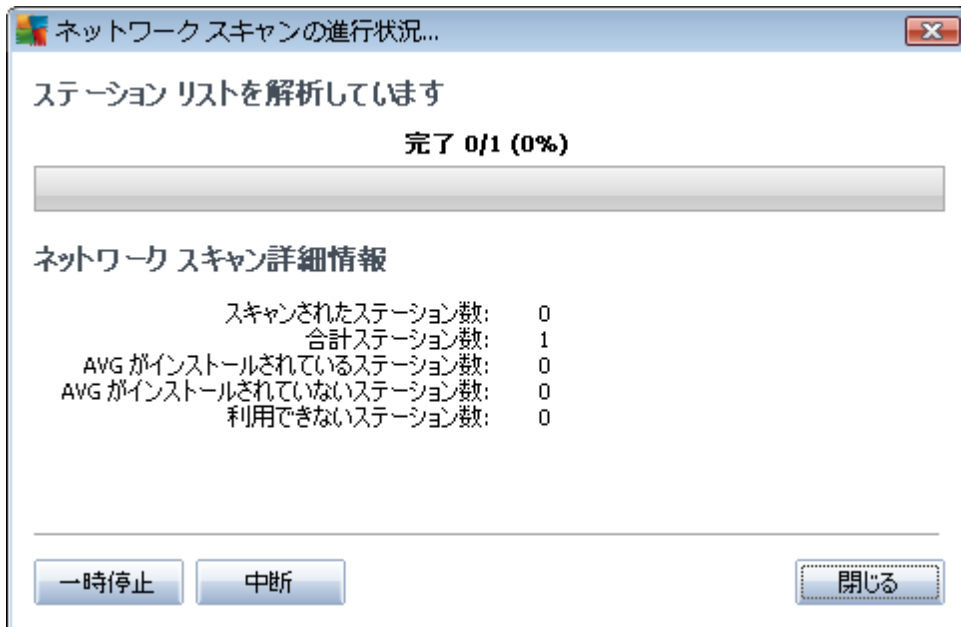 ネットワーク スキャンの進行状況...
ステーション リストを解析しています
完了 0/1 (0%)
ネットワーク スキャン詳細情報
スキャンされたステーション数: 0
合計ステーション数: 1
AVG がインストールされているステーション数: 0
AVG がインストールされていないステーション数: 0
利用できないステーション数: 0
一時停止 中断 閉じる